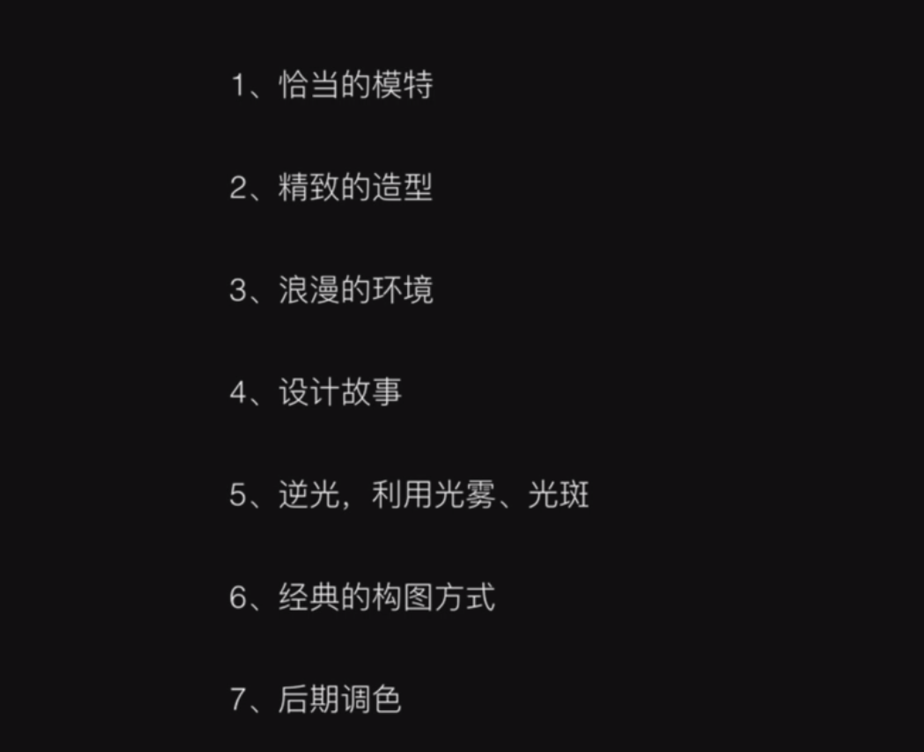 1、恰当的模特
2、精致的造型
3、浪漫的环境
4、设计故事
5、逆光，利用光雾、光斑
6、经典的构图方式
7、后期调色